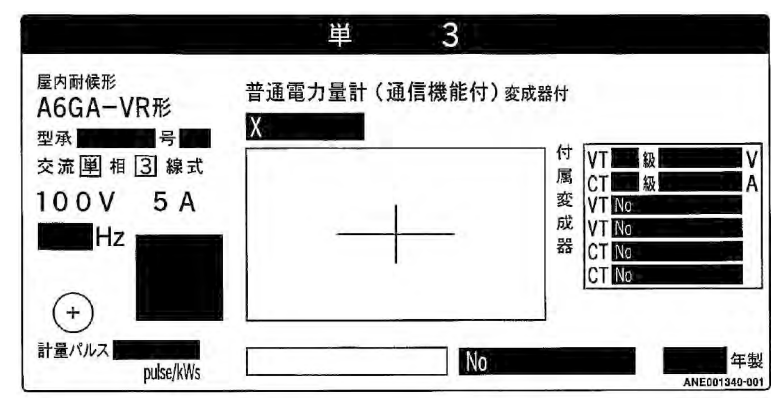 単 3
屋内耐候形
A6GA-VR形
型承 号
交流単相3線式
100V 5A
Hz
計量パルス
pulse/kWs
普通電力量計(通信機能付)変成器付
X
付属変成器
VT 級 V
CT 級 A
VT No
VT No
CT No
CT No
No
年製
ANE001340-001